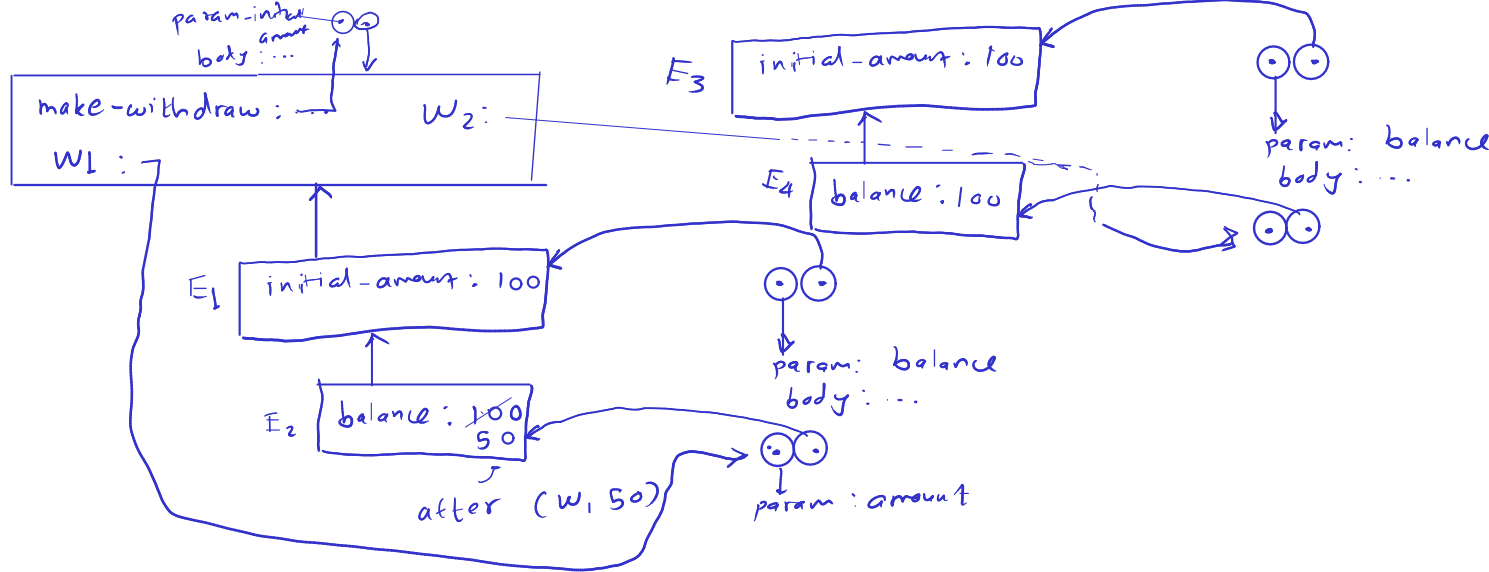 param-initial
amount
body : ...
make-withdraw : ...
W2 :
W1 :
E3
initial-amount : 100
param: balance
body : ...
E4
balance : 100
E1
initial-amount : 100
param: balance
body : ...
E2
balance : 100
50
after (W1 50)
param : amount